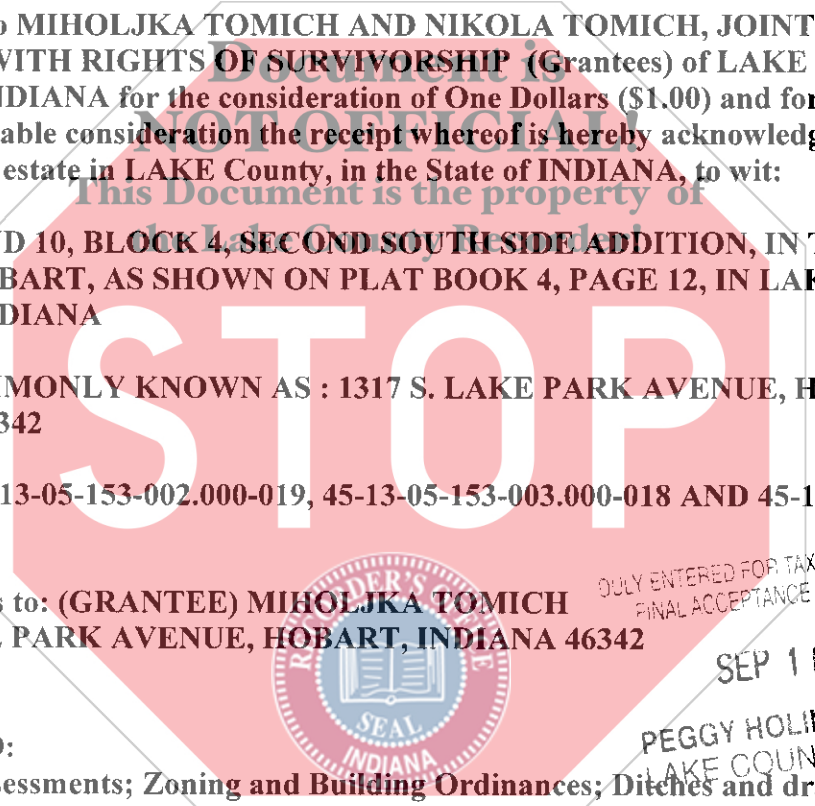 o MIHOLJKA TOMICH AND NIKOLA TOMICH, JOINT
WITH RIGHTS OF SURVIVORSHIP (Grantees) of LAKE
Document is
NDIANA for the consideration of One Dollars ($1.00) and for
able consideration the receipt whereof is hereby acknowledg
NOT OFFICIAL!
estate in LAKE County, in the State of INDIANA, to wit:
This Document is the property of
D 10, BLOCK 4, SECOND SOUTH SIDE ADDITION, IN T
the Lake County Recorder!
BART, AS SHOWN ON PLAT BOOK 4, PAGE 12, IN LAK
DIANA
STOP
MMONLY KNOWN AS : 1317 S. LAKE PARK AVENUE, H
342
13-05-153-002.000-019, 45-13-05-153-003.000-018 AND 45-1
DULY ENTERED FOR TAX
FINAL ACCEPTANCE
s to: (GRANTEE) MIHOLJKA TOMICH
PARK AVENUE, HOBART, INDIANA 46342
SEP 1
RECORDER'S OFFICE
SEAL
INDIANA
PEGGY HOLI
LAKE COUN
essments; Zoning and Building Ordinances; Ditches and dr